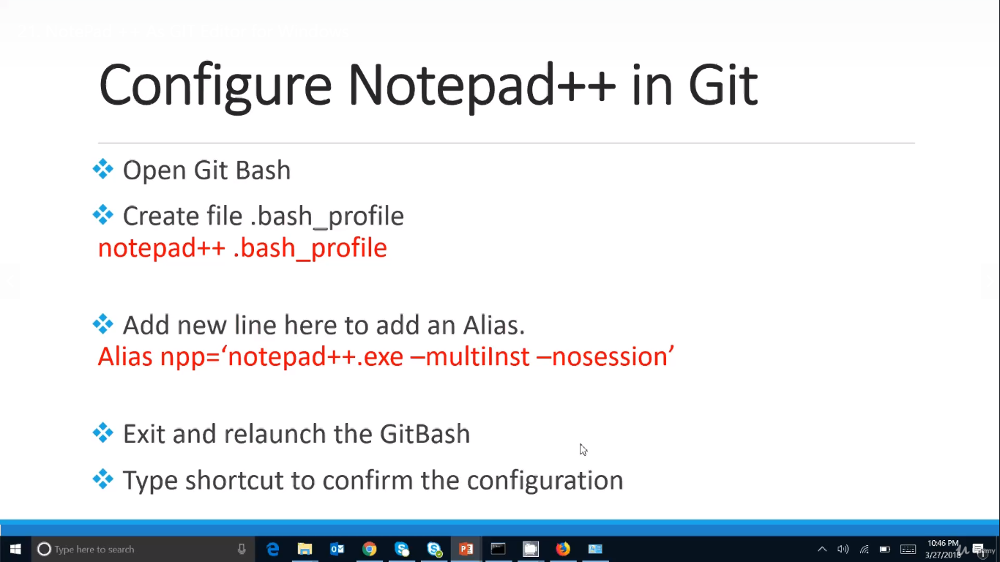 Configure Notepad++ in Git
Open Git Bash
Create file .bash_profile
notepad++ .bash_profile
Add new line here to add an Alias.
Alias npp=‘notepad++.exe –multiInst –nosession’
Exit and relaunch the GitBash
Type shortcut to confirm the configuration
Type here to search
10:46 PM
3/27/2018